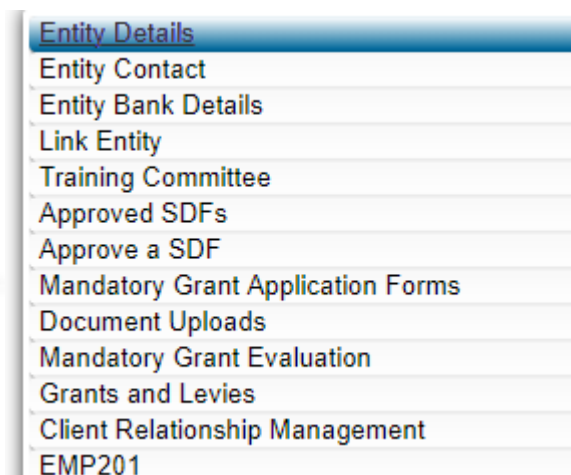 Entity Details
Entity Contact
Entity Bank Details
Link Entity
Training Committee
Approved SDFs
Approve a SDF
Mandatory Grant Application Forms
Document Uploads
Mandatory Grant Evaluation
Grants and Levies
Client Relationship Management
EMP201